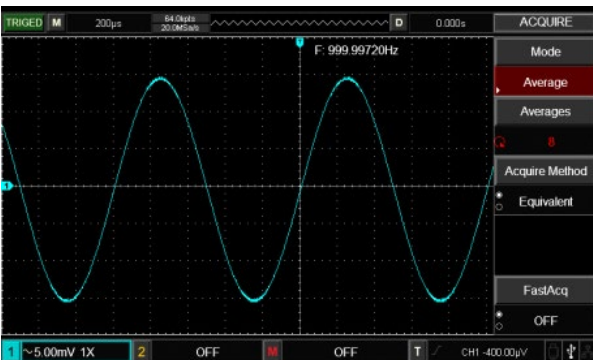 TRIGED M 200µs 64.0kpts D 0.000s ACQUIRE
20.0MSa/s
F: 999.99720Hz
Mode
Average
Averages
8
Acquire Method
Equivalent
FastAcq
OFF
1
1 ~5.00mV 1X 2 OFF M OFF T CH1 -400.00µV